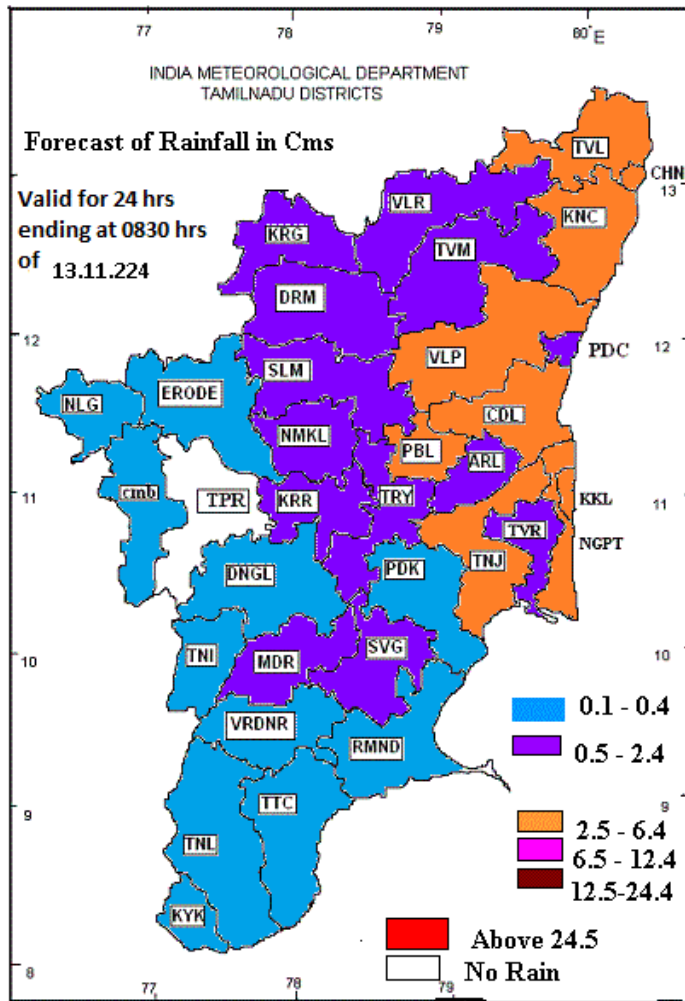 77 78 79 80°E
INDIA METEOROLOGICAL DEPARTMENT
TAMILNADU DISTRICTS
Forecast of Rainfall in Cms
TVL
CHN
13
Valid for 24 hrs
ending at 0830 hrs
of 13.11.224
VLR
KNC
KRG
TVM
DRM
12
12
VLP
PDC
SLM
ERODE
NLG
CDL
NMKL
PBL
ARL
cmb
11
TPR
KRR
TRY
KKL
11
TVR
NGPT
DNGL
PDK
TNJ
TNI
MDR
SVG
10
10
VRDNR
RMND
0.1 - 0.4
0.5 - 2.4
TTC
9
9
TNL
2.5 - 6.4
6.5 - 12.4
12.5-24.4
KYK
Above 24.5
No Rain
8
77 78 79